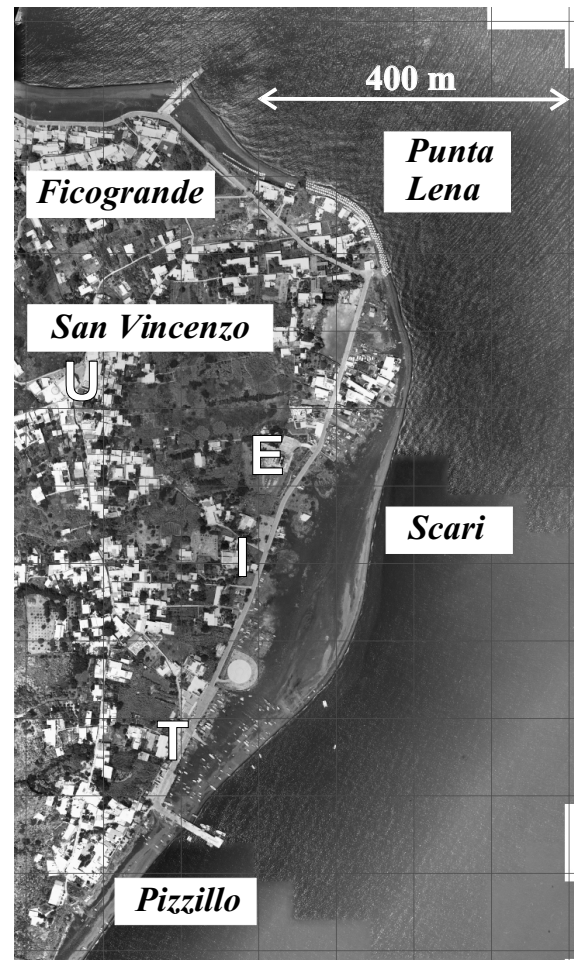 400 m
Punta
Lena
Ficogrande
San Vincenzo
U
E
Scari
I
T
Pizzillo